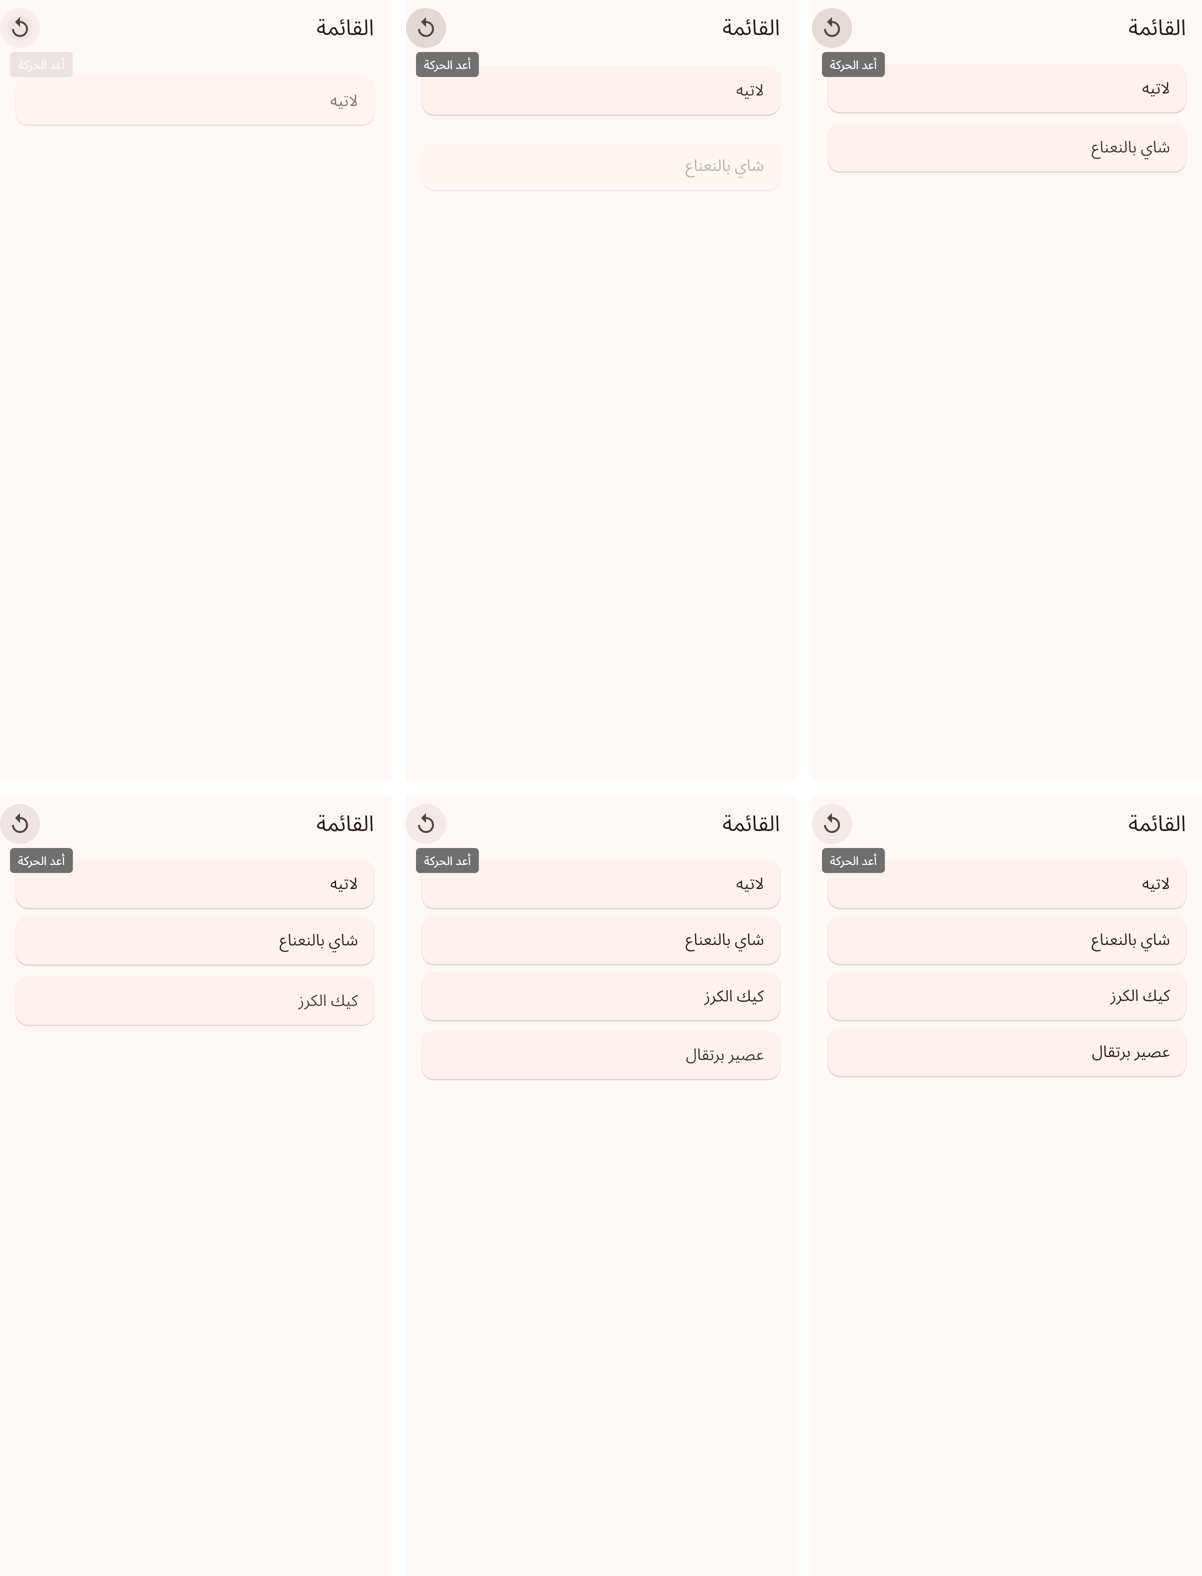 القائمة
أعد الحركة
لاتيه
القائمة
أعد الحركة
لاتيه
شاي بالنعناع
القائمة
أعد الحركة
لاتيه
شاي بالنعناع
القائمة
أعد الحركة
لاتيه
شاي بالنعناع
كيك الكرز
القائمة
أعد الحركة
لاتيه
شاي بالنعناع
كيك الكرز
عصير برتقال
القائمة
أعد الحركة
لاتيه
شاي بالنعناع
كيك الكرز
عصير برتقال